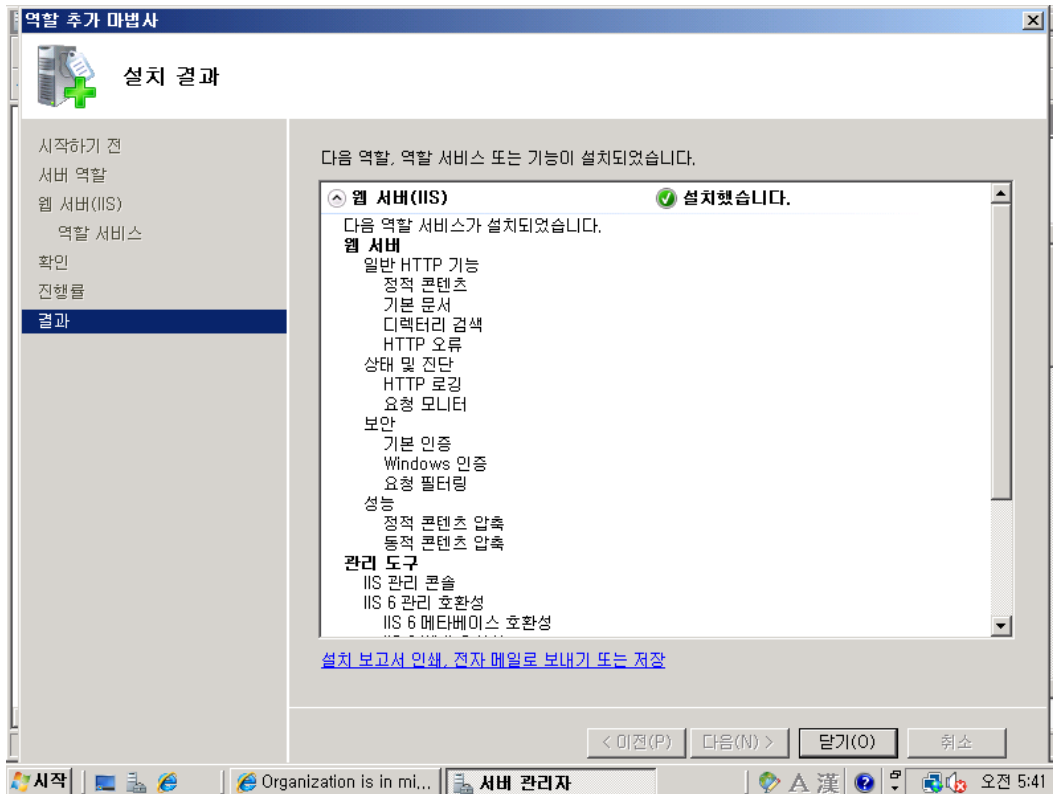 역할 추가 마법사
설치 결과
시작하기 전
서버 역할
웹 서버(IIS)
역할 서비스
확인
진행률
결과
다음 역할, 역할 서비스 또는 기능이 설치되었습니다.
웹 서버(IIS) 설치했습니다.
다음 역할 서비스가 설치되었습니다.
웹 서버
일반 HTTP 기능
정적 콘텐츠
기본 문서
디렉터리 검색
HTTP 오류
상태 및 진단
HTTP 로깅
요청 모니터
보안
기본 인증
Windows 인증
요청 필터링
성능
정적 콘텐츠 압축
동적 콘텐츠 압축
관리 도구
IIS 관리 콘솔
IIS 6 관리 호환성
IIS 6 메타베이스 호환성
설치 보고서 인쇄, 전자 메일로 보내기 또는 저장
< 이전(P) 다음(N) > 닫기(O) 취소
시작 Organization is in mi... 서버 관리자 A 漢 오전 5:41